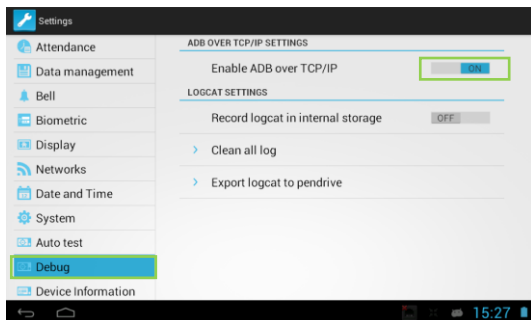 Settings
Attendance
Data management
Bell
Biometric
Display
Networks
Date and Time
System
Auto test
Debug
Device Information
ADB OVER TCP/IP SETTINGS
Enable ADB over TCP/IP
ON
LOGCAT SETTINGS
Record logcat in internal storage
OFF
Clean all log
Export logcat to pendrive
15:27